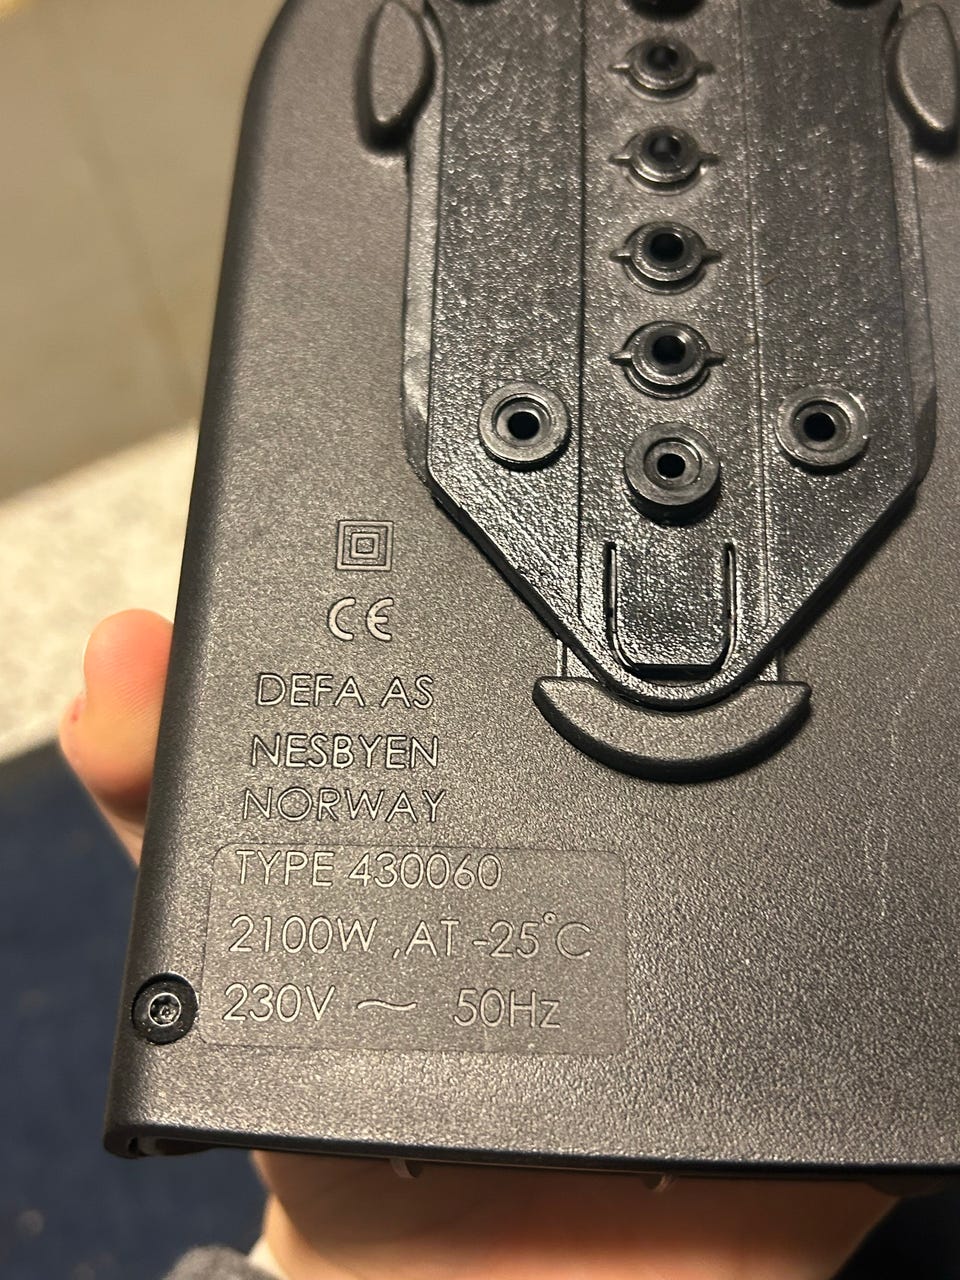 CE
DEFA AS
NESBYEN
NORWAY
TYPE 430060
2100W ,AT -25°C
230V ~ 50Hz